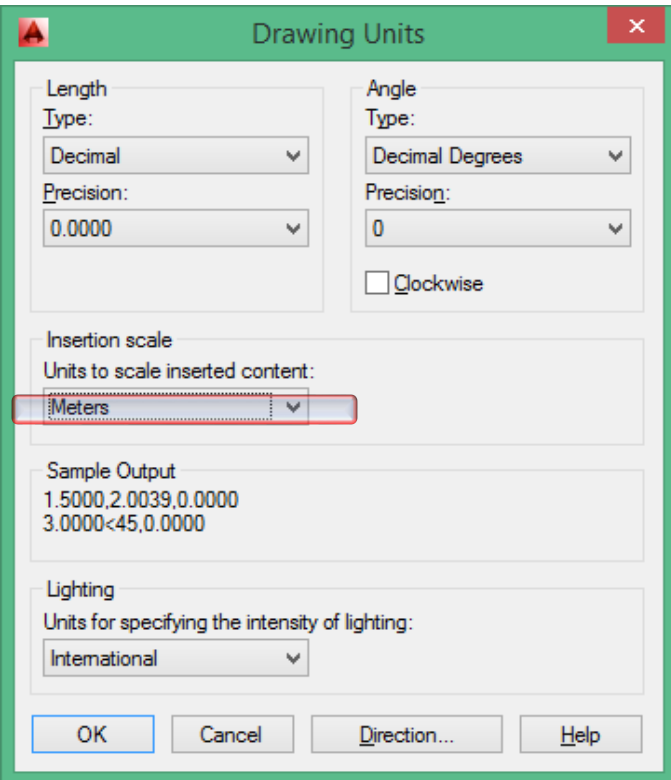 Drawing Units
Length
Type:
Decimal
Precision:
0.0000
Angle
Type:
Decimal Degrees
Precision:
0
Clockwise
Insertion scale
Units to scale inserted content:
Meters
Sample Output
1.5000,2.0039,0.0000
3.0000<45,0.0000
Lighting
Units for specifying the intensity of lighting:
International
OK
Cancel
Direction...
Help